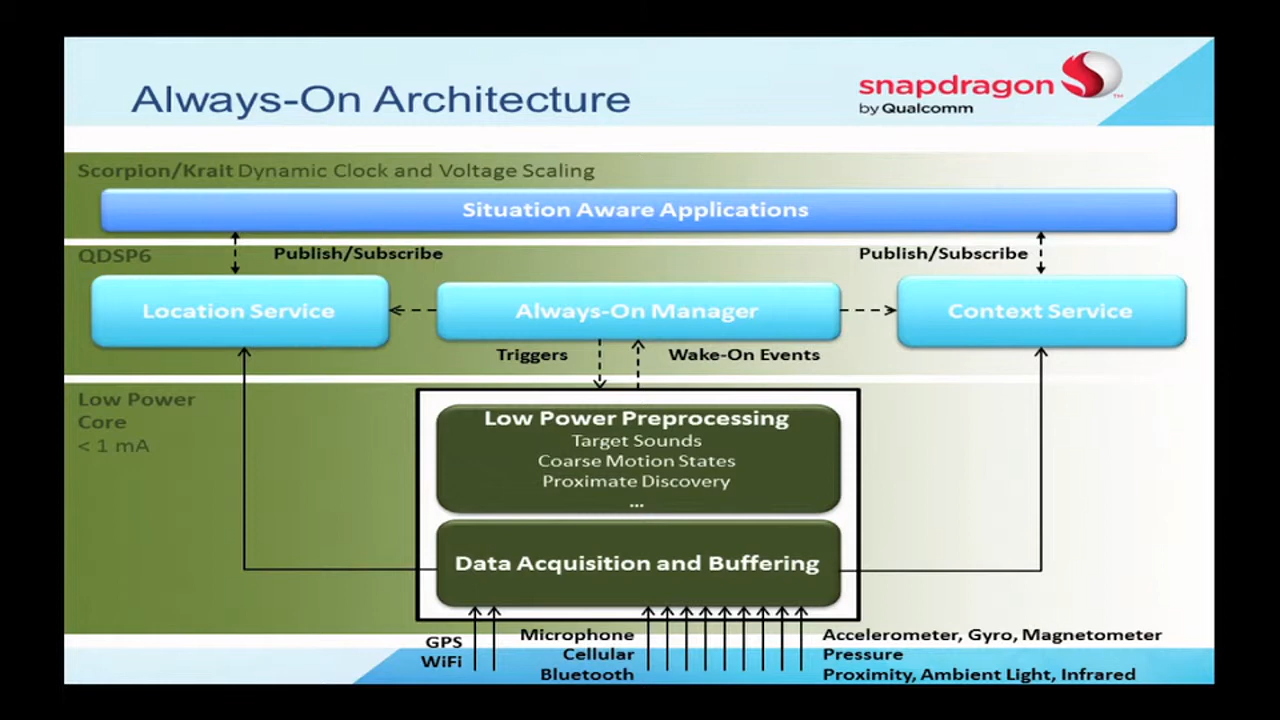 Always-On Architecture
snapdragon
by Qualcomm
Scorpion/Krait Dynamic Clock and Voltage Scaling
Situation Aware Applications
QDSP6
Publish/Subscribe
Publish/Subscribe
Location Service
Always-On Manager
Context Service
Triggers
Wake-On Events
Low Power
Core
< 1 mA
Low Power Preprocessing
Target Sounds
Coarse Motion States
Proximate Discovery
...
Data Acquisition and Buffering
GPS
WiFi
Microphone
Cellular
Bluetooth
Accelerometer, Gyro, Magnetometer
Pressure
Proximity, Ambient Light, Infrared